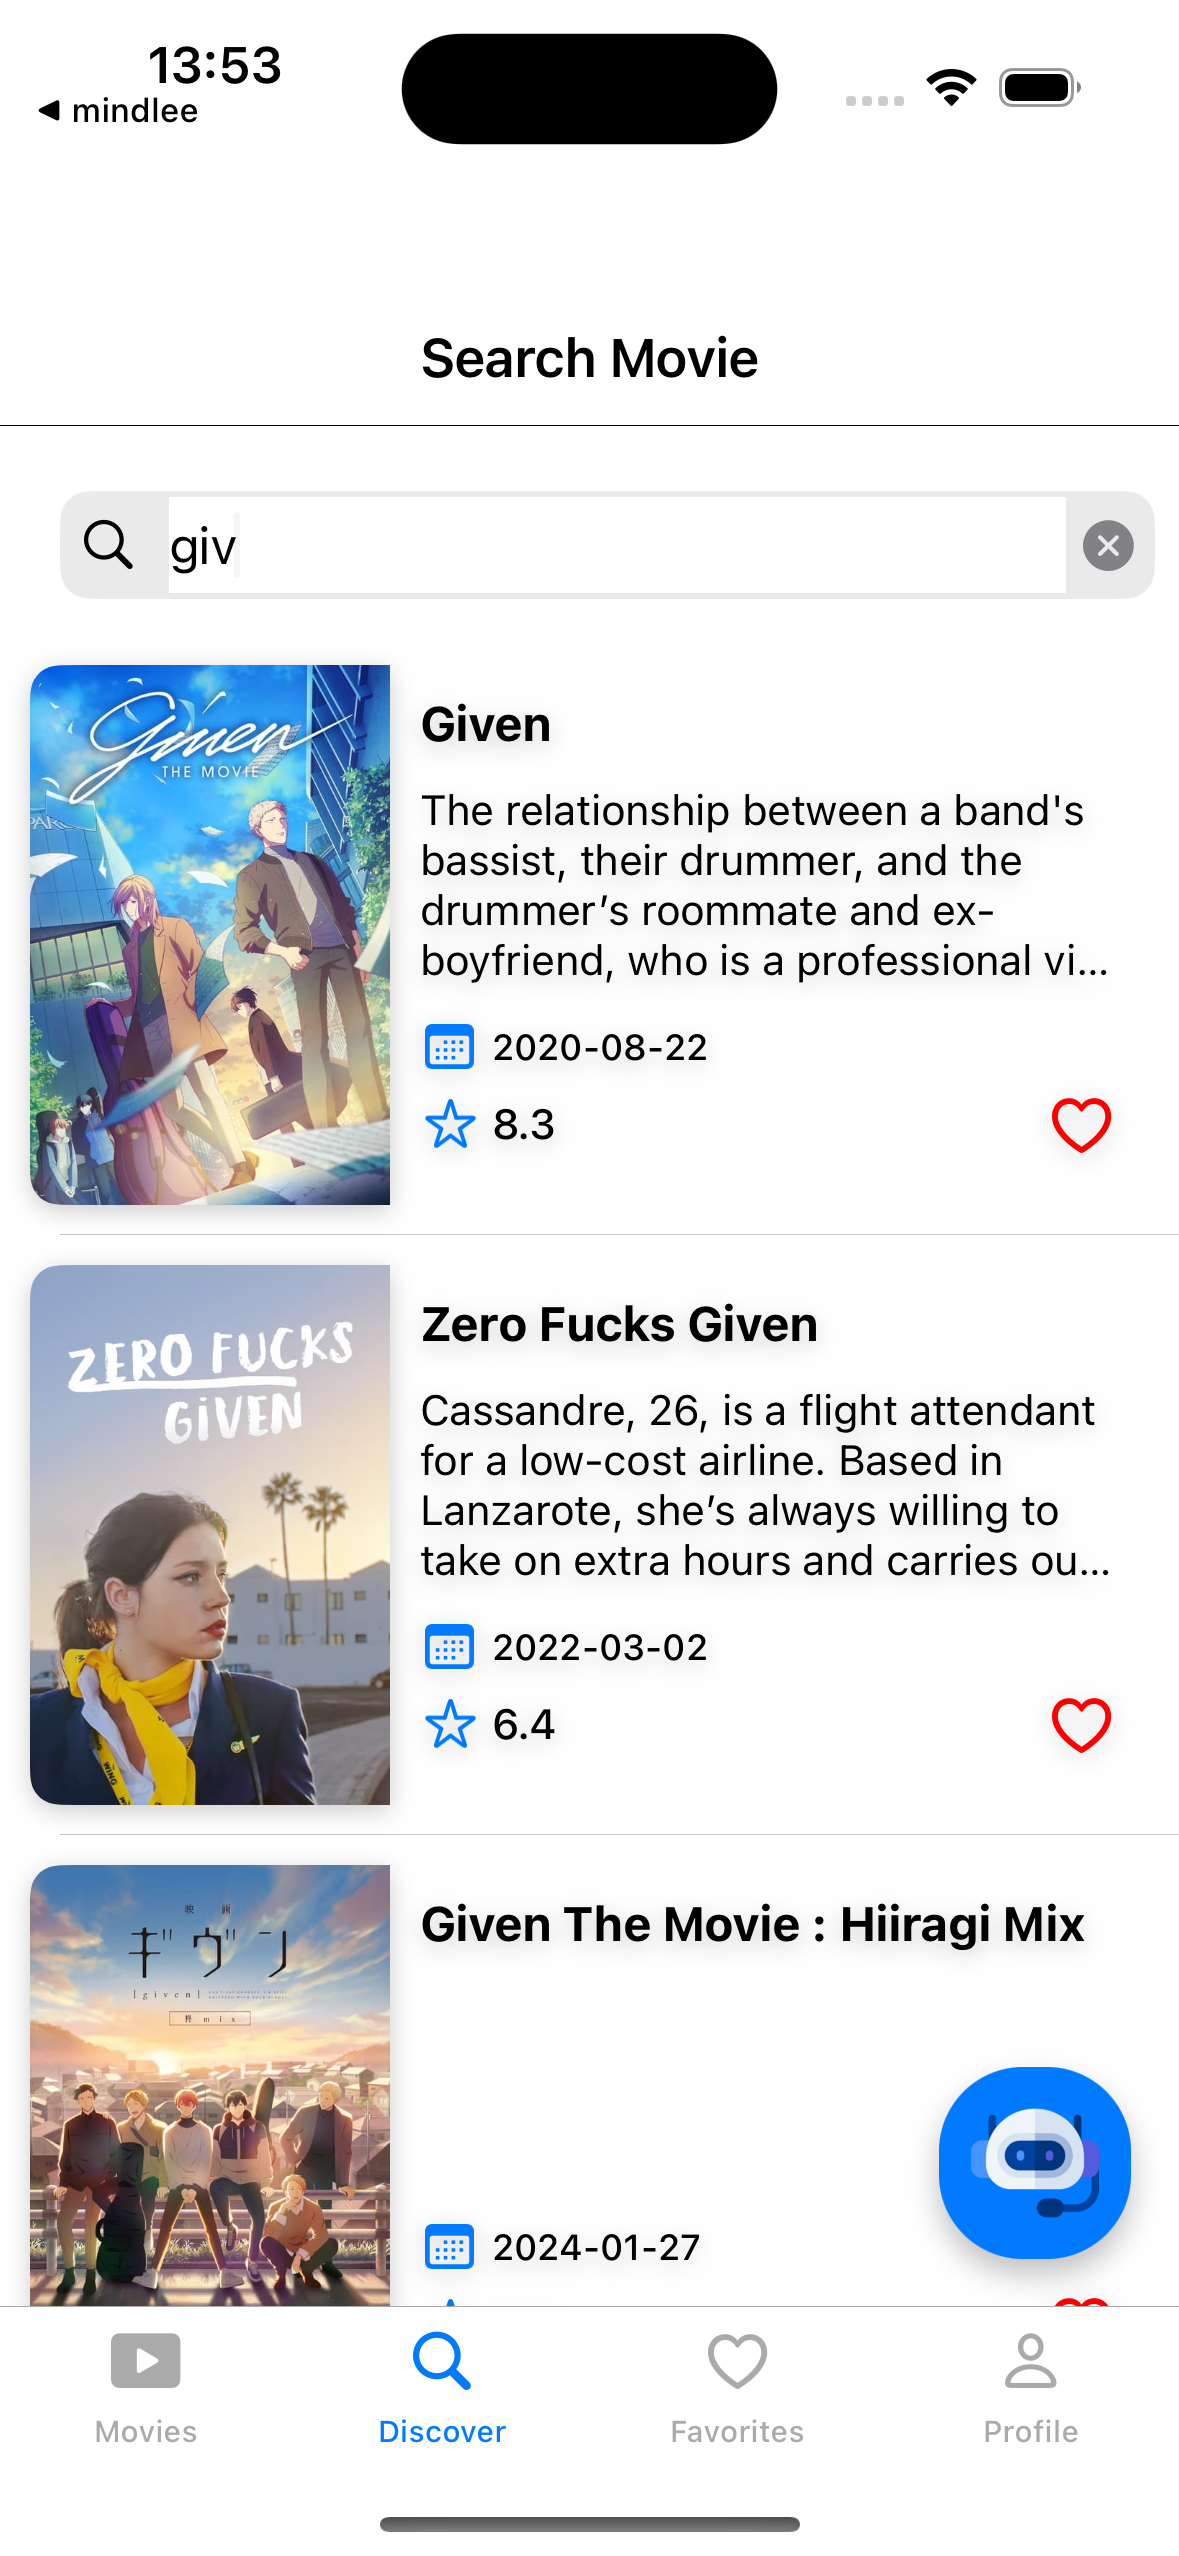 13:53
mindlee
Search Movie
giv
given
THE MOVIE
Given
The relationship between a band's
bassist, their drummer, and the
drummer’s roommate and ex-
boyfriend, who is a professional vi...
2020-08-22
8.3
ZERO FUCKS
GIVEN
WING
Zero Fucks Given
Cassandre, 26, is a flight attendant
for a low-cost airline. Based in
Lanzarote, she’s always willing to
take on extra hours and carries ou...
2022-03-02
6.4
映画
ギヴン
[given]
柊mix
Given The Movie : Hiiragi Mix
2024-01-27
Movies
Discover
Favorites
Profile